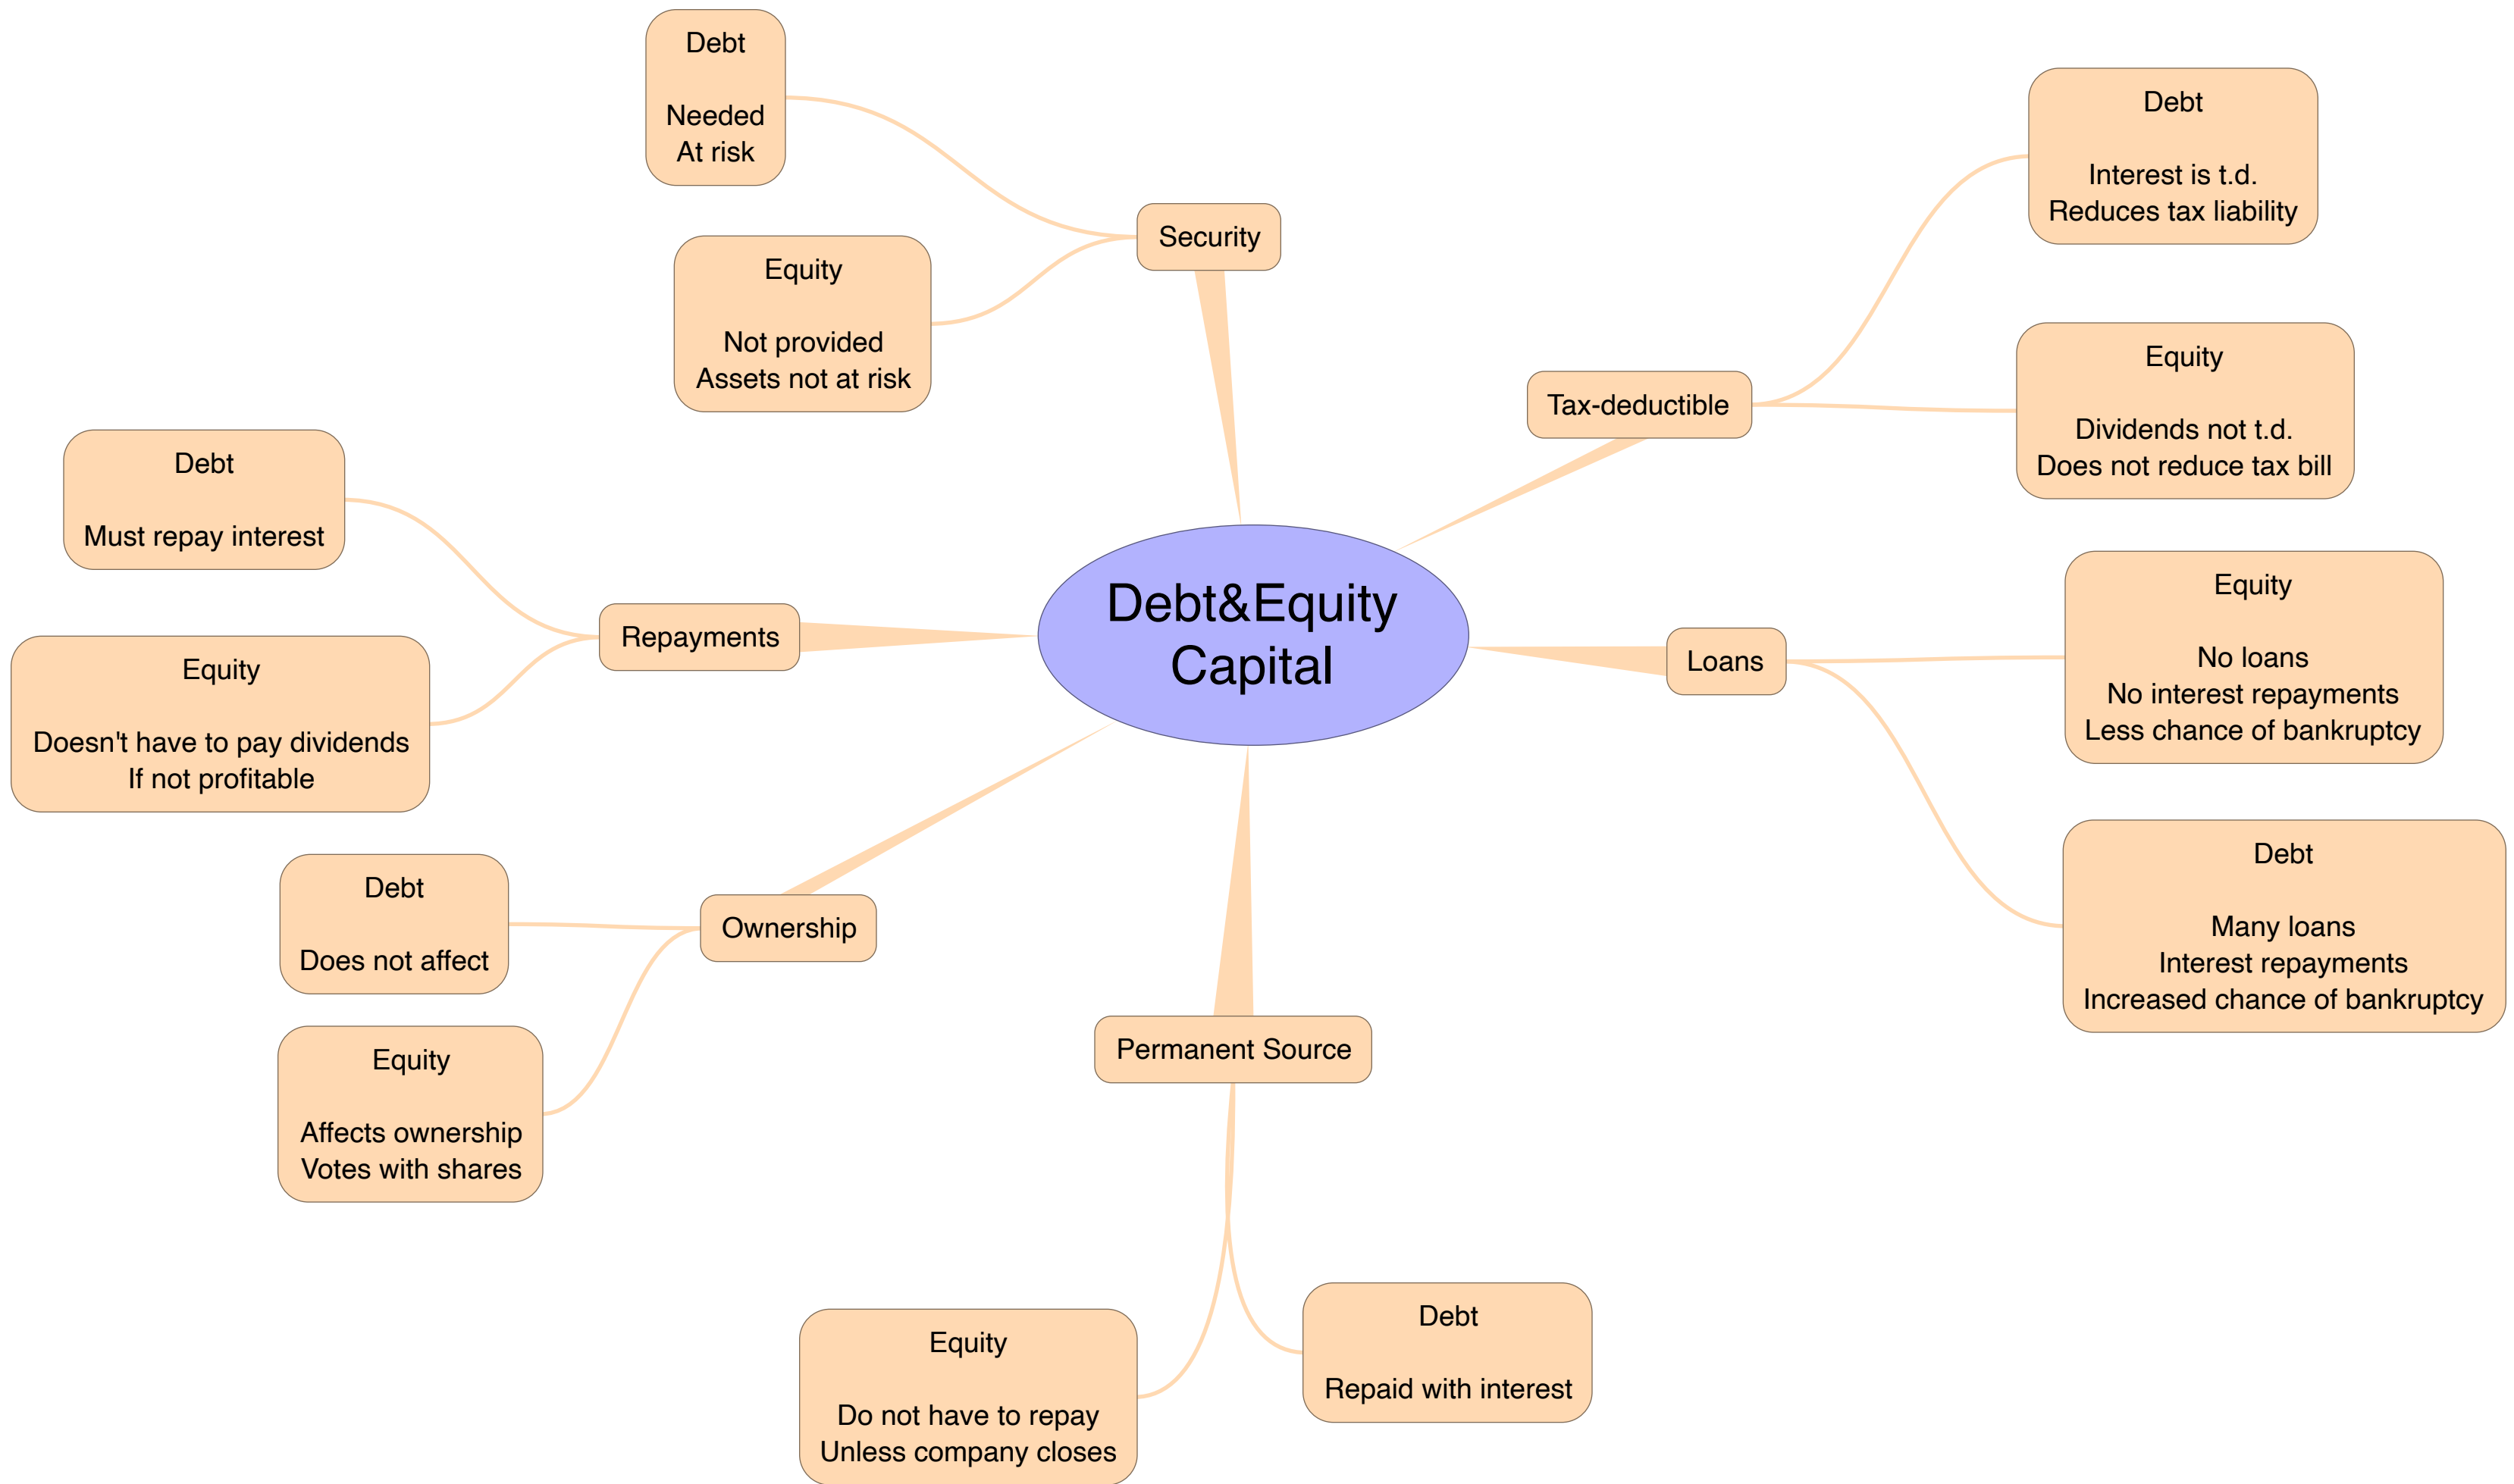 Debt&Equity
Capital
Security
Debt
Needed
At risk
Equity
Not provided
Assets not at risk
Tax-deductible
Debt
Interest is t.d.
Reduces tax liability
Equity
Dividends not t.d.
Does not reduce tax bill
Loans
Equity
No loans
No interest repayments
Less chance of bankruptcy
Debt
Many loans
Interest repayments
Increased chance of bankruptcy
Permanent Source
Debt
Repaid with interest
Equity
Do not have to repay
Unless company closes
Ownership
Debt
Does not affect
Equity
Affects ownership
Votes with shares
Repayments
Debt
Must repay interest
Equity
Doesn't have to pay dividends
If not profitable